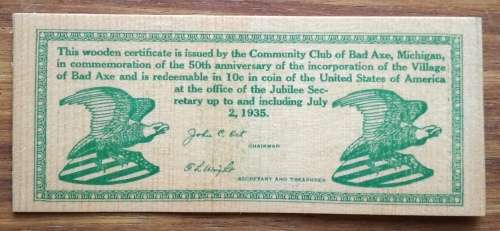 This wooden certificate is issued by the Community Club of Bad Axe, Michigan,
in commemoration of the 50th anniversary of the incorporation of the Village
of Bad Axe and is redeemable in 10c in coin of the United States of America
at the office of the Jubilee Sec-
retary up to and including July
2, 1935.
John C.
CHAIRMAN
Wright
SECRETARY AND TREASURER